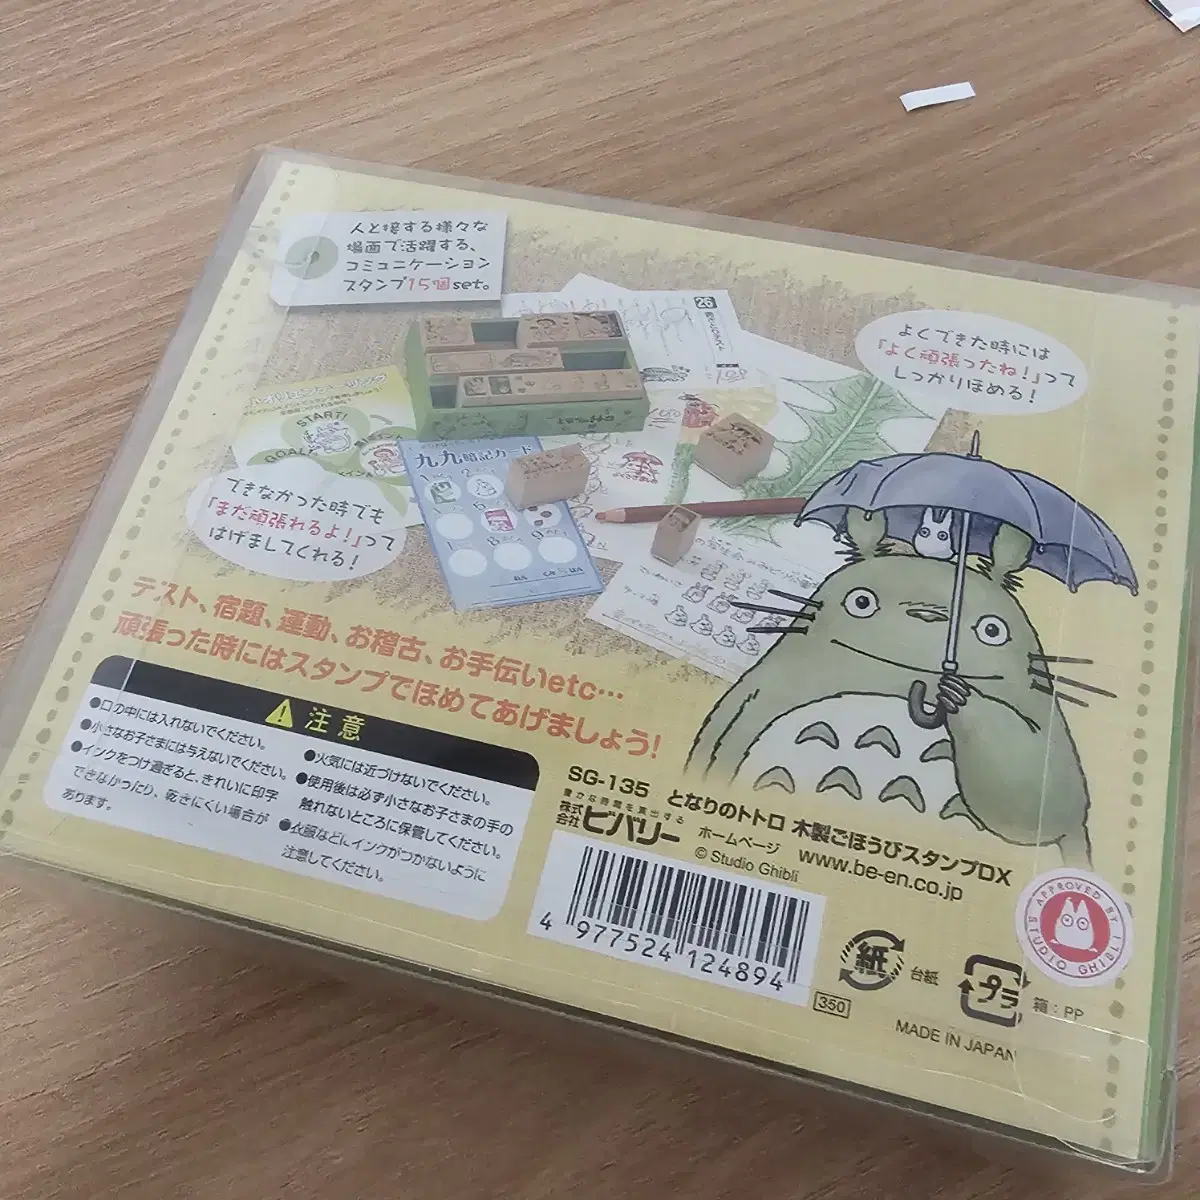 人と接する様々な
場面で活躍する、
コミュニケーション
スタンプ15個set。
26
よくできた時には
「よく頑張ったね！」って
しっかりほめる！
START!
GOAL
九九暗記カード
できなかった時でも
「まだ頑張れるよ！」って
はげましてくれる！
テスト、宿題、運動、お稽古、お手伝いetc…
頑張った時にはスタンプでほめてあげましょう！
注意
●口の中には入れないでください。
●小さなお子さまには与えないでください。
●インクをつけ過ぎると、きれいに印字
できなかったり、乾きにくい場合が
あります。
●火気には近づけないでください。
●使用後は必ず小さなお子さまの手の
触れないところに保管してください。
●衣服などにインクがつかないように
注意してください。
SG-135 となりのトトロ 木製ごほうびスタンプDX
豊かな時間を演出する
株式会社 ビバリー ホームページ www.be-en.co.jp
© Studio Ghibli
4 977524 124894
350
紙 台紙
プラ 箱：PP
MADE IN JAPAN
APPROVED BY STUDIO GHIBLI